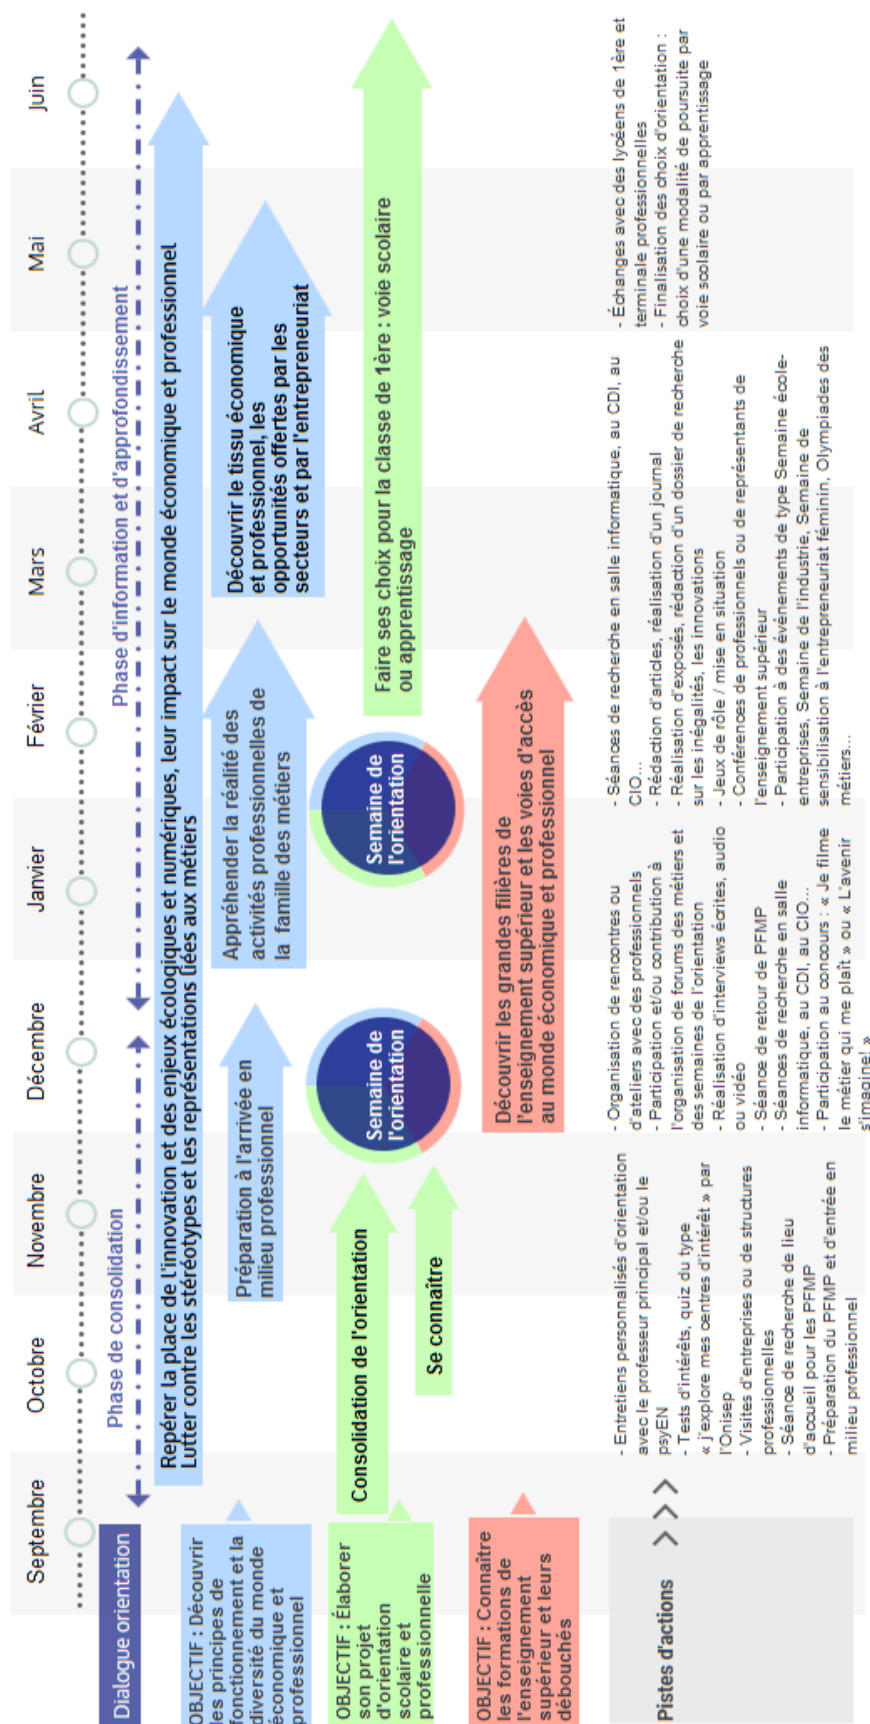 Septembre
Octobre
Novembre
Décembre
Janvier
Février
Mars
Avril
Mai
Juin
Dialogue orientation
Phase de consolidation
Phase d'information et d'approfondissement
OBJECTIF : Découvrir
les principes de
fonctionnement et la
diversité du monde
économique et
professionnel
Repérer la place de l'innovation et des enjeux écologiques et numériques, leur impact sur le monde économique et professionnel
Lutter contre les stéréotypes et les représentations liées aux métiers
Préparation à l'arrivée en
milieu professionnel
Appréhender la réalité des
activités professionnelles de
la famille des métiers
Découvrir le tissu économique
et professionnel, les
opportunités offertes par les
secteurs et par l'entrepreneuriat
OBJECTIF : Élaborer
son projet
d'orientation
scolaire et
professionnelle
Consolidation de l'orientation
Se connaître
Semaine de
l'orientation
Semaine de
l'orientation
Faire ses choix pour la classe de 1ère : voie scolaire
ou apprentissage
OBJECTIF : Connaître
les formations de
l'enseignement
supérieur et leurs
débouchés
Découvrir les grandes filières de
l'enseignement supérieur et les voies d'accès
au monde économique et professionnel
Pistes d'actions
- Entretiens personnalisés d'orientation
avec le professeur principal et/ou le
psyEN
- Tests d'intérêts, quiz du type
« j'explore mes centres d'intérêt » par
l'Onisep
- Visites d'entreprises ou de structures
professionnelles
- Séance de recherche de lieu
d'accueil pour les PFMP
- Préparation du PFMP et d'entrée en
milieu professionnel
- Organisation de rencontres ou
d'ateliers avec des professionnels
- Participation et/ou contribution à
l'organisation de forums des métiers et
des semaines de l'orientation
- Réalisation d'interviews écrites, audio
ou vidéo
- Séance de retour de PFMP
- Séances de recherche en salle
informatique, au CDI, au CIO...
- Participation au concours : « Je filme
le métier qui me plaît » ou « L'avenir
s'imagine! »
- Séances de recherche en salle informatique, au CDI, au
CIO...
- Rédaction d'articles, réalisation d'un journal
- Réalisation d'exposés, rédaction d'un dossier de recherche
sur les inégalités, les innovations
- Jeux de rôle / mise en situation
- Conférences de professionnels ou de représentants de
l'enseignement supérieur
- Participation à des événements de type Semaine école-
entreprises, Semaine de l'industrie, Semaine de
sensibilisation à l'entrepreneuriat féminin, Olympiades des
métiers...
- Échanges avec des lycéens de 1ère et
terminale professionnelles
- Finalisation des choix d'orientation :
choix d'une modalité de poursuite par
voie scolaire ou par apprentissage